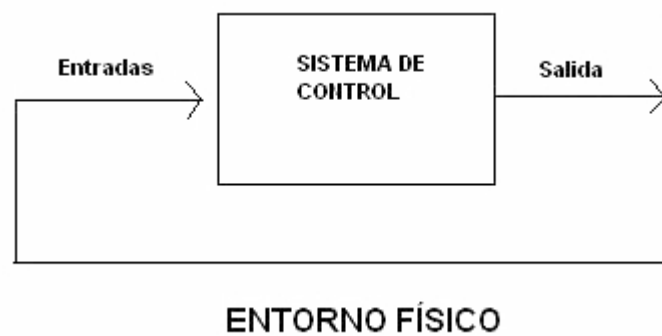 Entradas
SISTEMA DE
CONTROL
Salida
ENTORNO FÍSICO